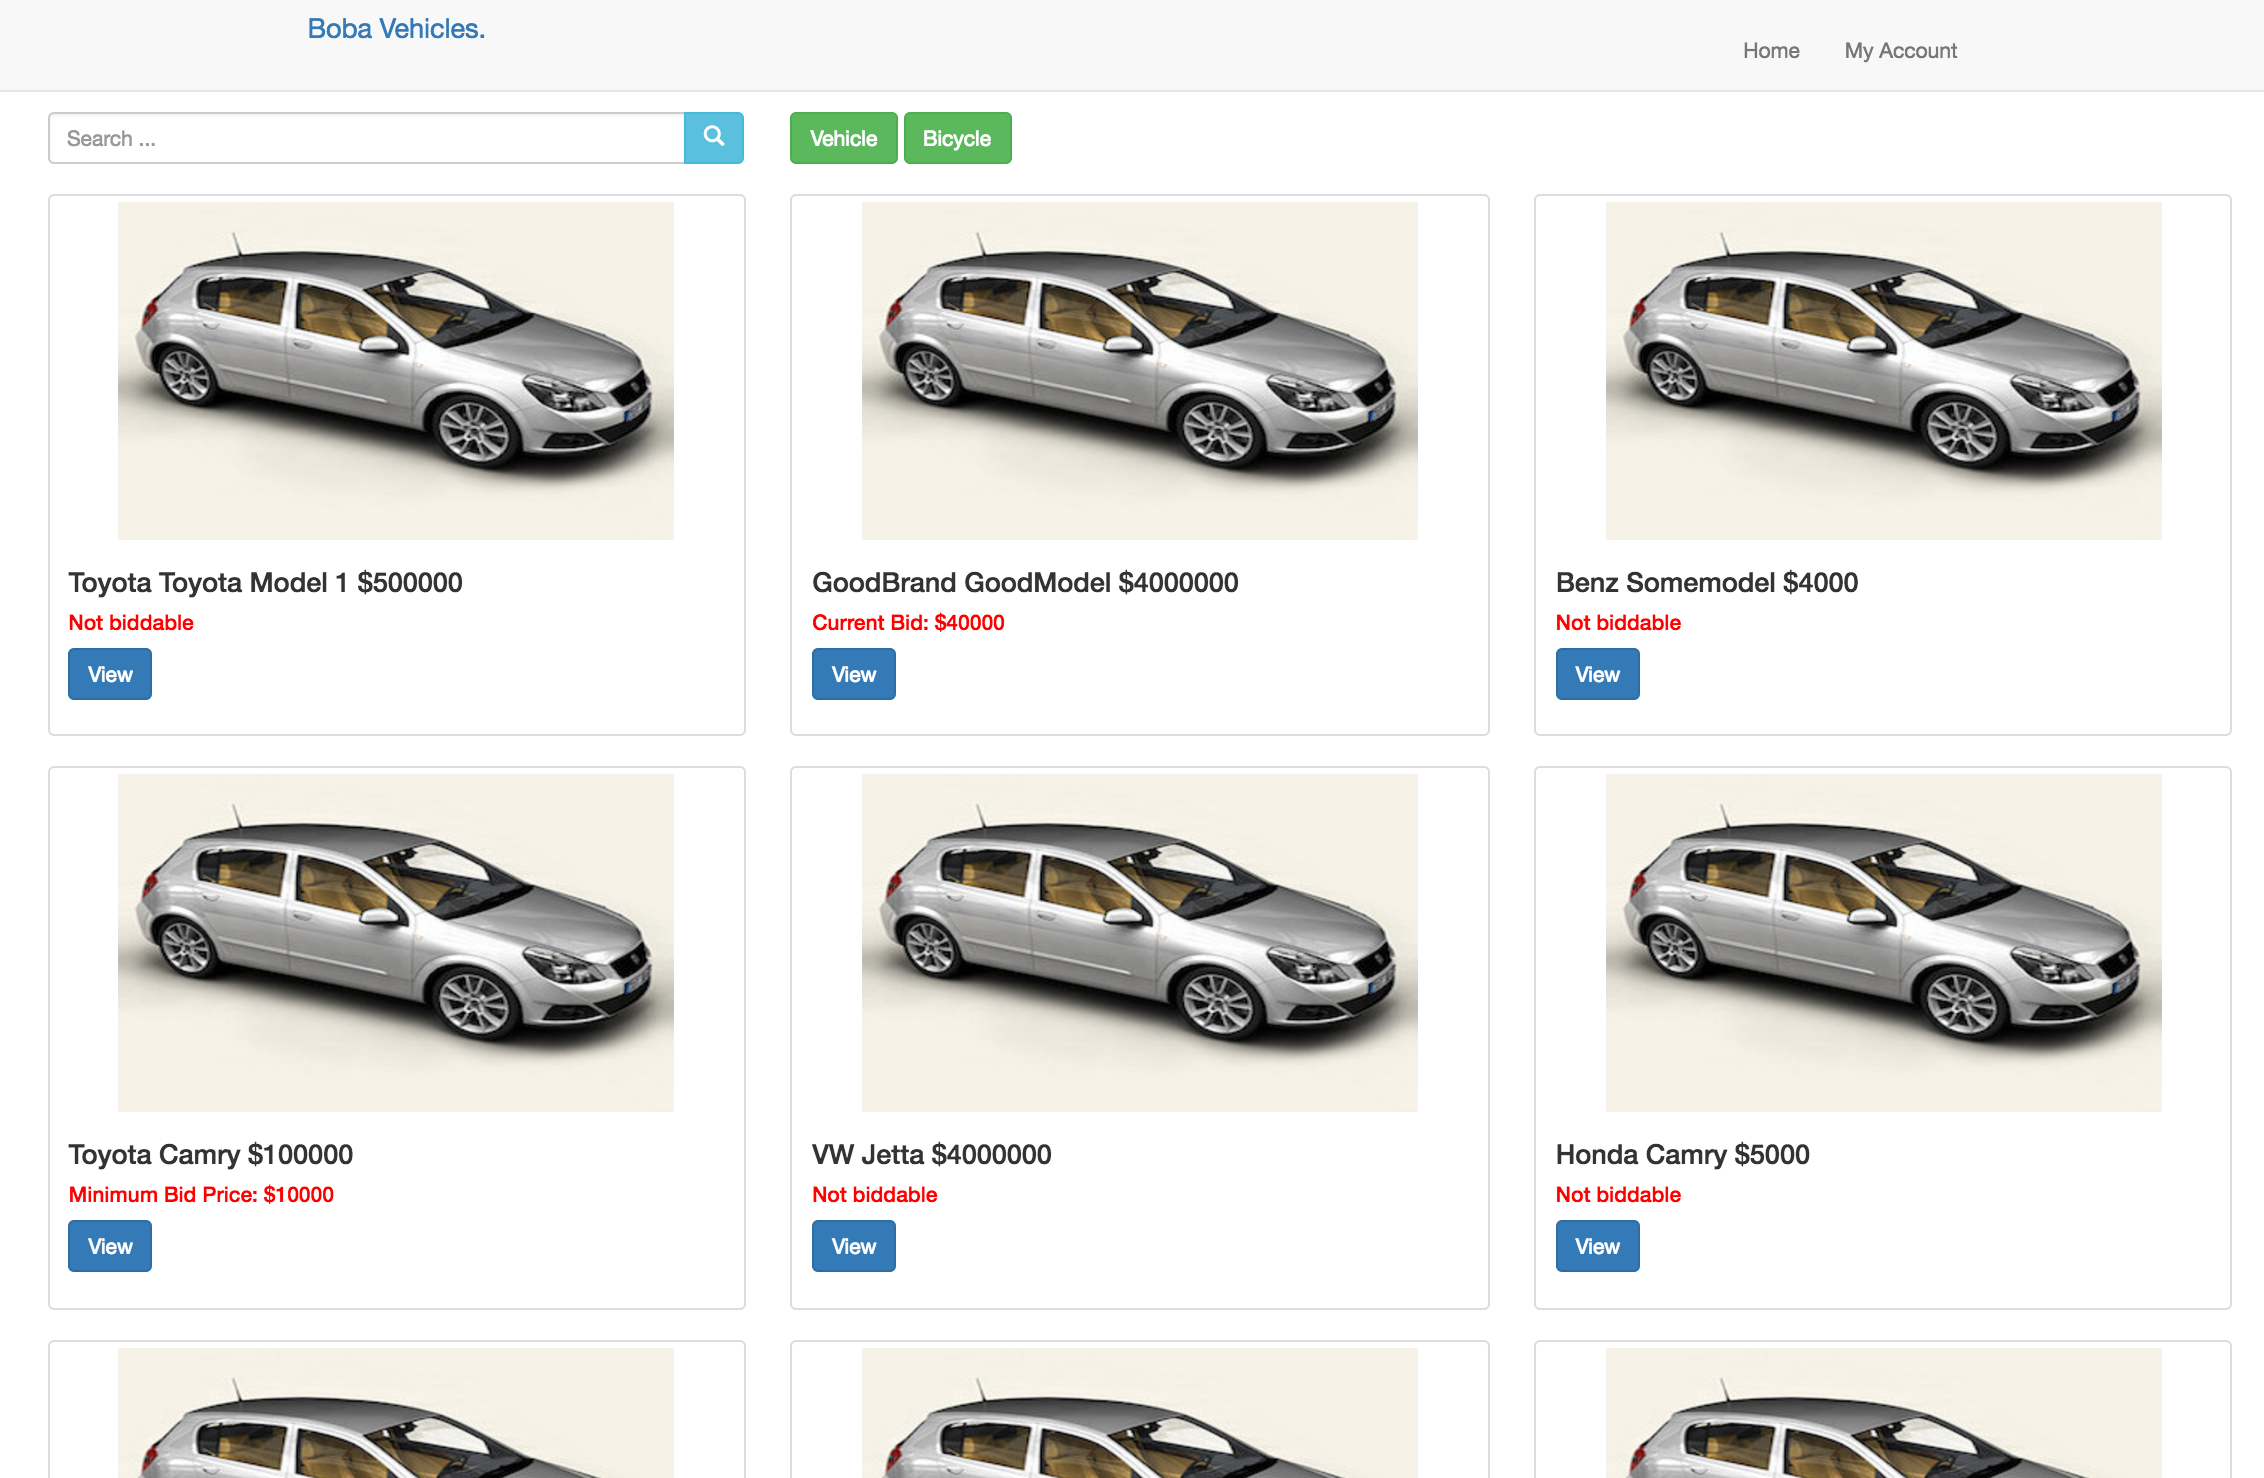 Boba Vehicles.
Home My Account
Search ...
Vehicle Bicycle
Toyota Toyota Model 1 $500000
Not biddable
View
GoodBrand GoodModel $4000000
Current Bid: $40000
View
Benz Somemodel $4000
Not biddable
View
Toyota Camry $100000
Minimum Bid Price: $10000
View
VW Jetta $4000000
Not biddable
View
Honda Camry $5000
Not biddable
View